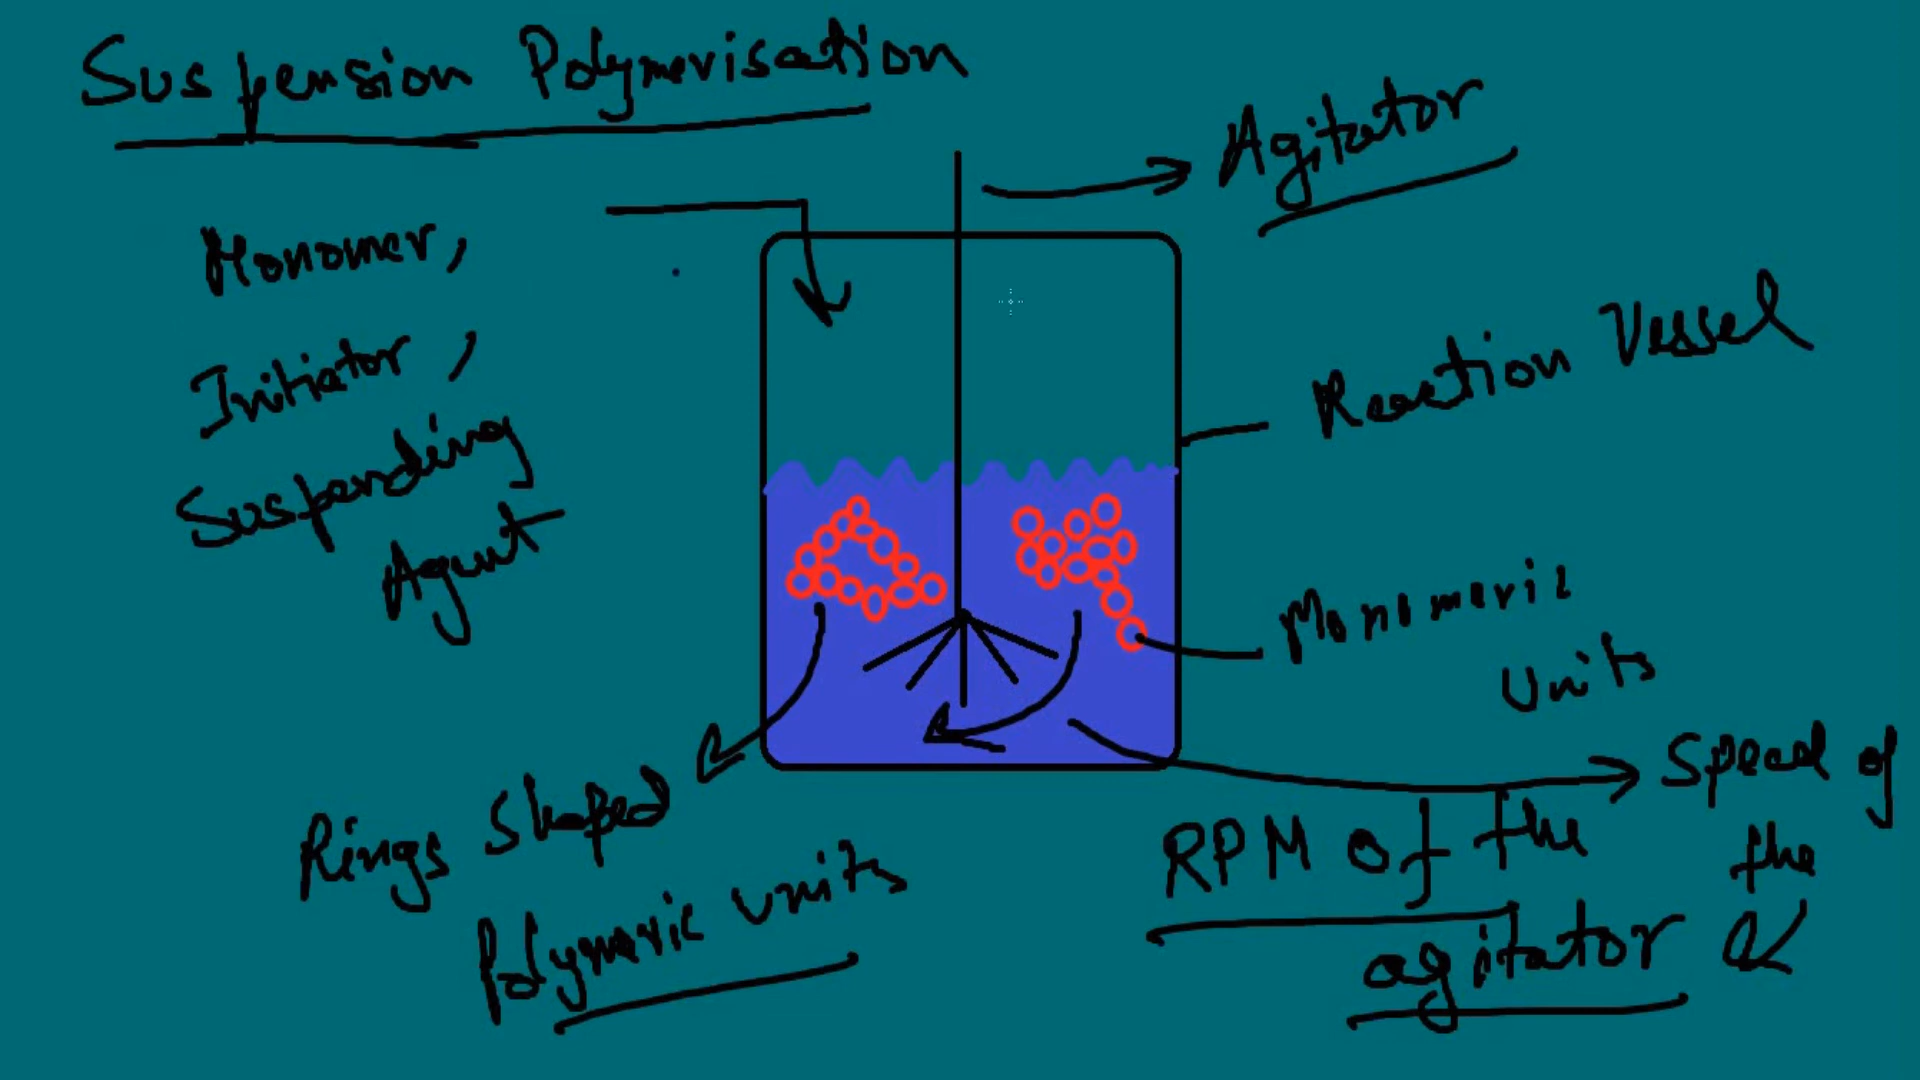 Suspension Polymerisation
Agitator
Monomer,
Initiator,
Suspending
Agent
Reaction Vessel
Monomeric
Units
Rings Shaped
Polymeric units
Speed of
the
RPM of the
agitator &